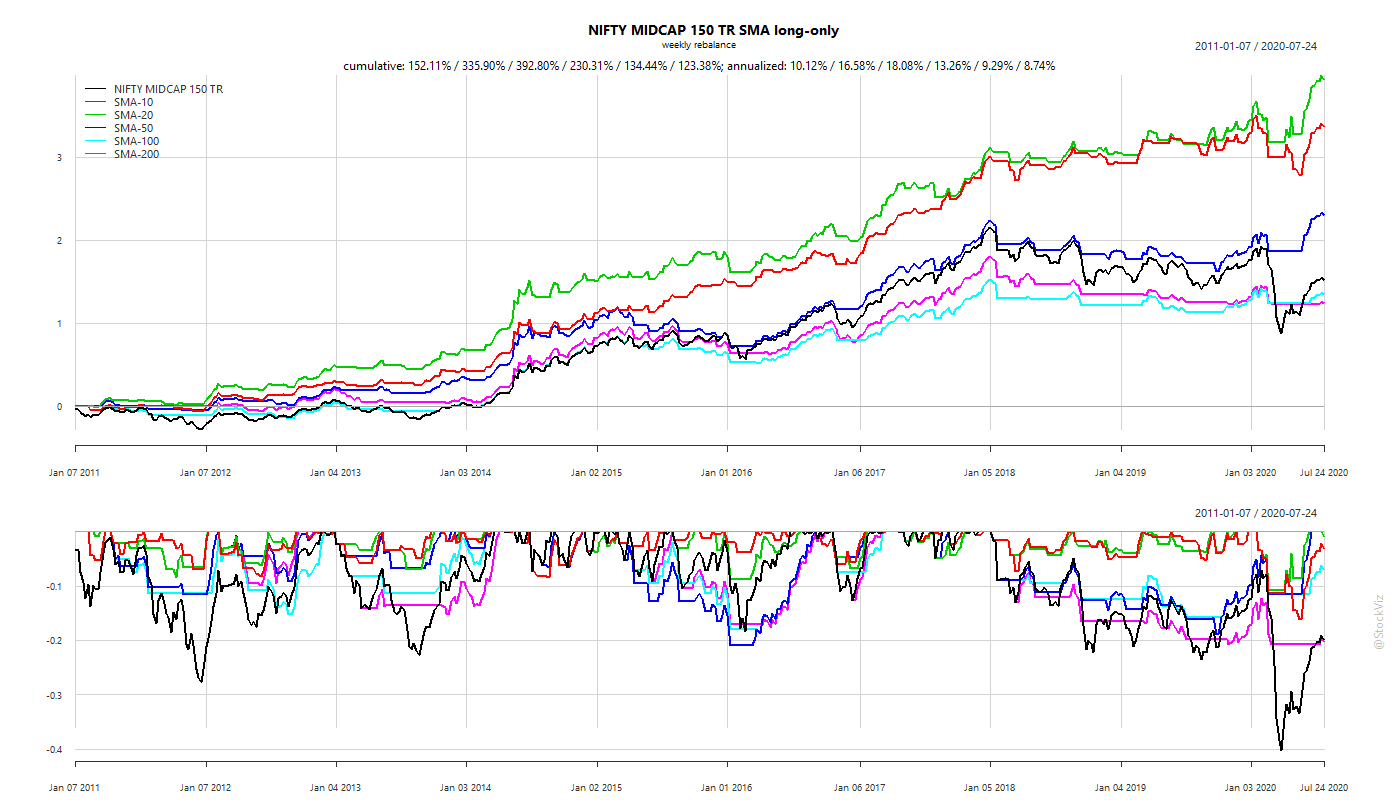 NIFTY MIDCAP 150 TR SMA long-only
weekly rebalance
2011-01-07 / 2020-07-24
cumulative: 152.11% / 335.90% / 392.80% / 230.31% / 134.44% / 123.38%; annualized: 10.12% / 16.58% / 18.08% / 13.26% / 9.29% / 8.74%
NIFTY MIDCAP 150 TR
SMA-10
SMA-20
SMA-50
SMA-100
SMA-200
3
2
1
0
Jan 07 2011 Jan 07 2012 Jan 04 2013 Jan 03 2014 Jan 02 2015 Jan 01 2016 Jan 06 2017 Jan 05 2018 Jan 04 2019 Jan 03 2020 Jul 24 2020
2011-01-07 / 2020-07-24
-0.1
-0.2
-0.3
-0.4
Jan 07 2011 Jan 07 2012 Jan 04 2013 Jan 03 2014 Jan 02 2015 Jan 01 2016 Jan 06 2017 Jan 05 2018 Jan 04 2019 Jan 03 2020 Jul 24 2020
@StockViz